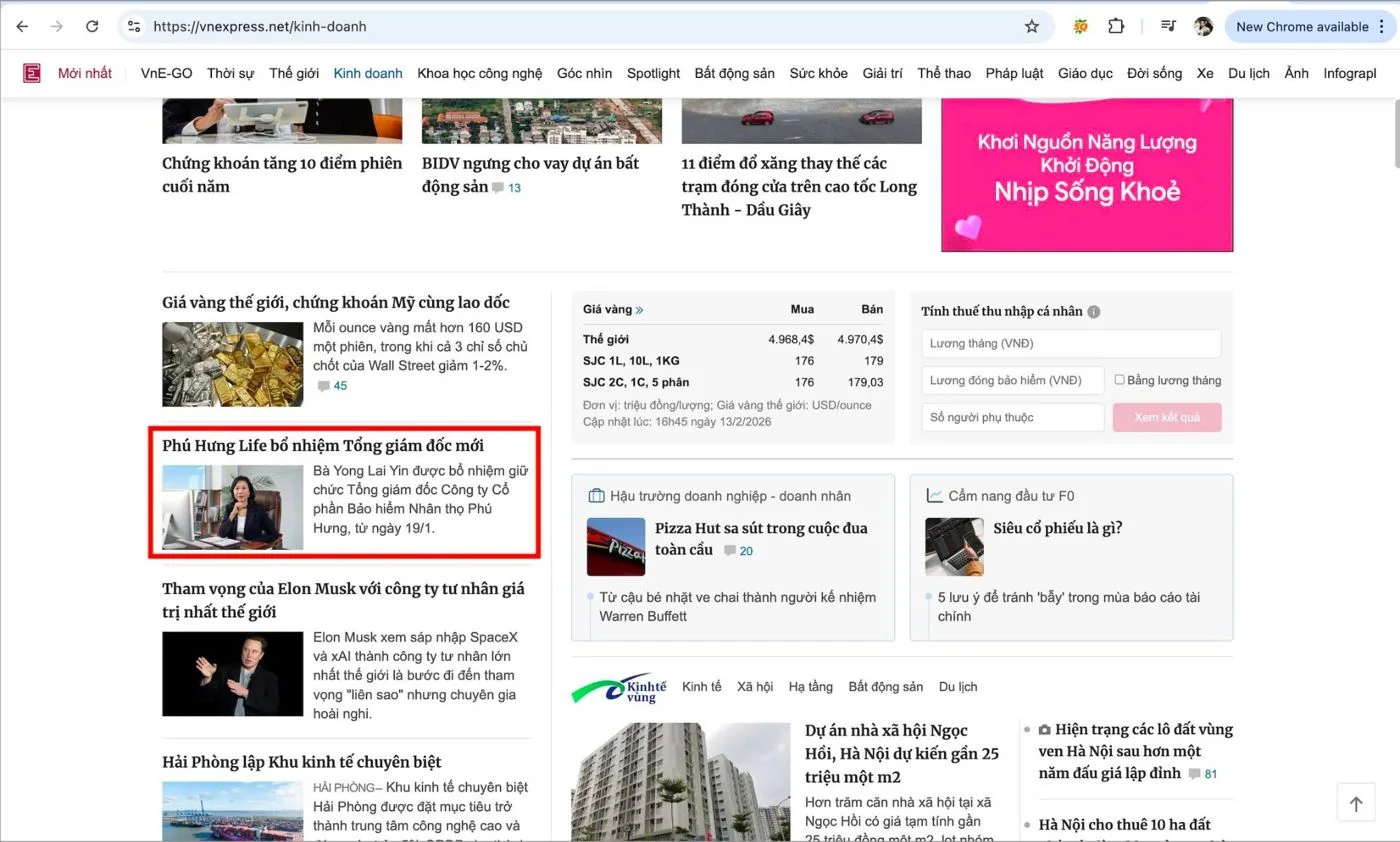 https://vnexpress.net/kinh-doanh
New Chrome available
Mới nhất
VnE-GO
Thời sự
Thế giới
Kinh doanh
Khoa học công nghệ
Góc nhìn
Spotlight
Bất động sản
Sức khỏe
Giải trí
Thể thao
Pháp luật
Giáo dục
Đời sống
Xe
Du lịch
Ảnh
Infograpl
Chứng khoán tăng 10 điểm phiên
cuối năm
BIDV ngưng cho vay dự án bất
động sản 13
11 điểm đổ xăng thay thế các
trạm đóng cửa trên cao tốc Long
Thành - Dầu Giây
Khơi Nguồn Năng Lượng
Khởi Động
Nhịp Sống Khoẻ
Giá vàng thế giới, chứng khoán Mỹ cùng lao dốc
Mỗi ounce vàng mất hơn 160 USD
một phiên, trong khi cả 3 chỉ số chủ
chốt của Wall Street giảm 1-2%.
45
Phú Hưng Life bổ nhiệm Tổng giám đốc mới
Bà Yong Lai Yin được bổ nhiệm giữ
chức Tổng giám đốc Công ty Cổ
phần Bảo hiểm Nhân thọ Phú
Hưng, từ ngày 19/1.
Tham vọng của Elon Musk với công ty tư nhân giá
trị nhất thế giới
Elon Musk xem sáp nhập SpaceX
và xAI thành công ty tư nhân lớn
nhất thế giới là bước đi đến tham
vọng "liên sao" nhưng chuyên gia
hoài nghi.
Hải Phòng lập Khu kinh tế chuyên biệt
HẢI PHÒNG– Khu kinh tế chuyên biệt
Hải Phòng được đặt mục tiêu trở
thành trung tâm công nghệ cao và
Giá vàng » Mua Bán
Thế giới 4.968,4$ 4.970,4$
SJC 1L, 10L, 1KG 176 179
SJC 2C, 1C, 5 phân 176 179,03
Đơn vị: triệu đồng/lượng; Giá vàng thế giới: USD/ounce
Cập nhật lúc: 16h45 ngày 13/2/2026
Tính thuế thu nhập cá nhân
Lương tháng (VNĐ)
Lương đóng bảo hiểm (VNĐ)
Bằng lương tháng
Số người phụ thuộc
Xem kết quả
Hậu trường doanh nghiệp - doanh nhân
Pizza
Pizza Hut sa sút trong cuộc đua
toàn cầu 20
Từ cậu bé nhặt ve chai thành người kế nhiệm
Warren Buffett
Cẩm nang đầu tư F0
Siêu cổ phiếu là gì?
5 lưu ý để tránh 'bẫy' trong mùa báo cáo tài
chính
Kinh tế
vùng
Kinh tế
Xã hội
Hạ tầng
Bất động sản
Du lịch
Dự án nhà xã hội Ngọc
Hồi, Hà Nội dự kiến gần 25
triệu một m2
Hơn trăm căn nhà xã hội tại xã
Ngọc Hồi có giá tạm tính gần
25 triệu đồng một m2, lọt nhóm
Hiện trạng các lô đất vùng
ven Hà Nội sau hơn một
năm đấu giá lập đỉnh 81
Hà Nội cho thuê 10 ha đất